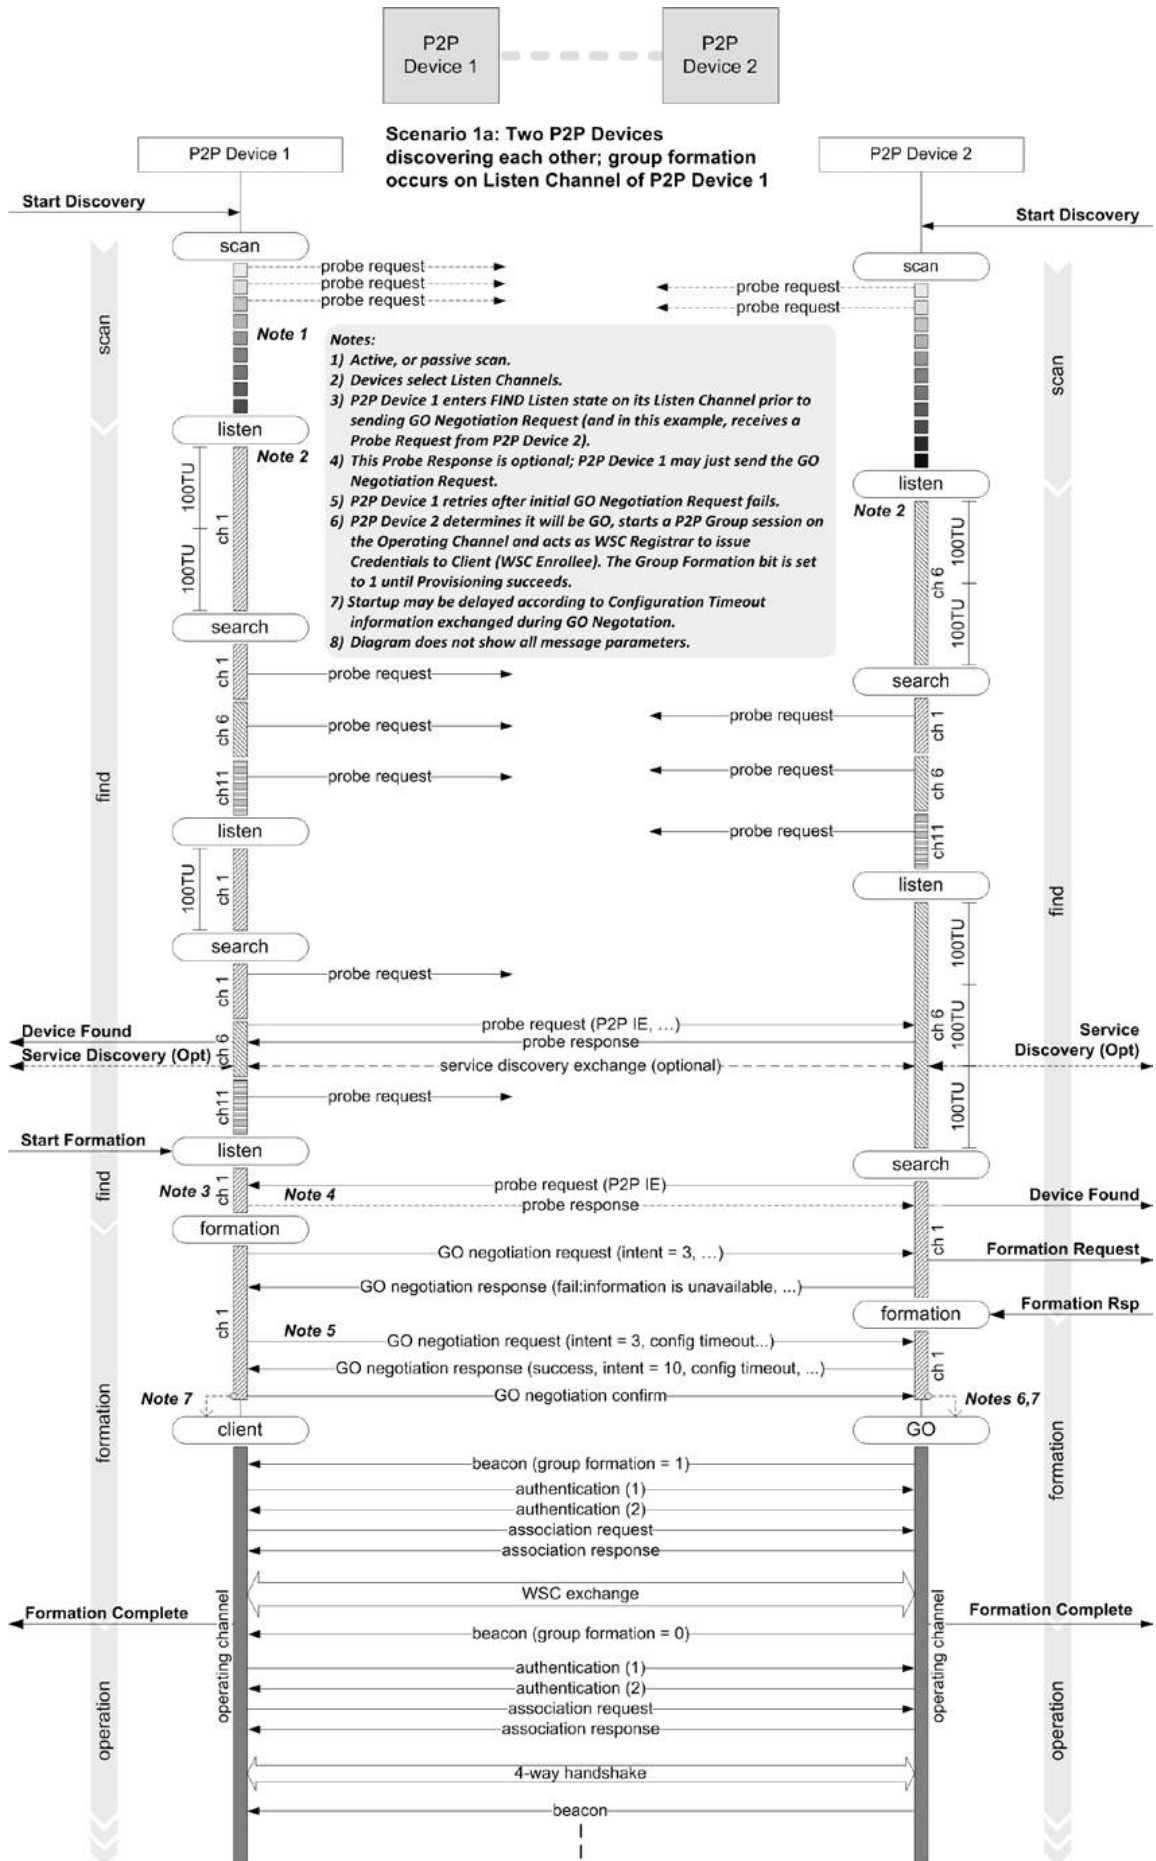 P2P
Device 1
P2P
Device 2
Scenario 1a: Two P2P Devices
discovering each other; group formation
occurs on Listen Channel of P2P Device 1
P2P Device 1
P2P Device 2
Start Discovery
Start Discovery
scan
scan
probe request
probe request
probe request
probe request
probe request
scan
scan
Note 1
Notes:
1) Active, or passive scan.
2) Devices select Listen Channels.
3) P2P Device 1 enters FIND Listen state on its Listen Channel prior to
sending GO Negotiation Request (and in this example, receives a
Probe Request from P2P Device 2).
4) This Probe Response is optional; P2P Device 1 may just send the GO
Negotiation Request.
5) P2P Device 1 retries after initial GO Negotiation Request fails.
6) P2P Device 2 determines it will be GO, starts a P2P Group session on
the Operating Channel and acts as WSC Registrar to issue
Credentials to Client (WSC Enrollee). The Group Formation bit is set
to 1 until Provisioning succeeds.
7) Startup may be delayed according to Configuration Timeout
information exchanged during GO Negotation.
8) Diagram does not show all message parameters.
listen
Note 2
100TU
100TU
ch 1
listen
Note 2
100TU
100TU
ch 6
search
ch 1
probe request
search
ch 6
probe request
probe request
ch 1
ch11
probe request
probe request
ch 6
find
listen
probe request
ch11
100TU
ch 1
listen
find
search
100TU
ch 1
probe request
probe request (P2P IE, …)
Device Found
probe response
ch 6
100TU
ch 6
Service
Discovery (Opt)
Service Discovery (Opt)
service discovery exchange (optional)
ch11
probe request
100TU
Start Formation
listen
search
find
Note 3
ch 1
Note 4
probe request (P2P IE)
probe response
Device Found
formation
ch 1
GO negotiation request (intent = 3, …)
Formation Request
GO negotiation response (fail:information is unavailable, ...)
formation
Formation Rsp
ch 1
Note 5
GO negotiation request (intent = 3, config timeout...)
GO negotiation response (success, intent = 10, config timeout, ...)
ch 1
Note 7
GO negotiation confirm
Notes 6,7
client
GO
formation
formation
beacon (group formation = 1)
authentication (1)
authentication (2)
association request
association response
WSC exchange
Formation Complete
Formation Complete
operating channel
operating channel
beacon (group formation = 0)
authentication (1)
authentication (2)
association request
association response
operation
operation
4-way handshake
beacon